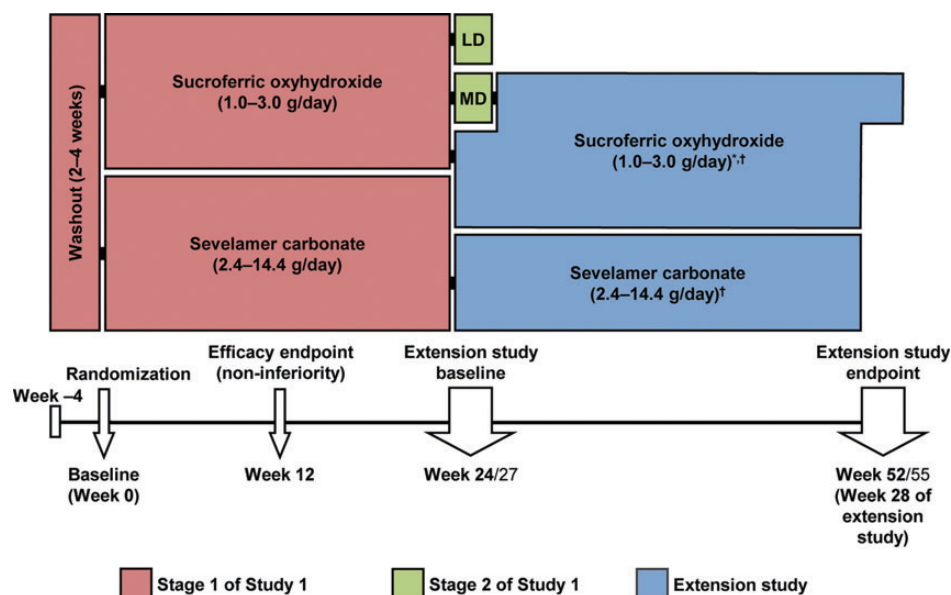 Washout (2–4 weeks)
Sucroferric oxyhydroxide
(1.0–3.0 g/day)
LD
MD
Sucroferric oxyhydroxide
(1.0–3.0 g/day)*,†
Sevelamer carbonate
(2.4–14.4 g/day)
Sevelamer carbonate
(2.4–14.4 g/day)†
Week –4
Randomization
Efficacy endpoint
(non-inferiority)
Extension study
baseline
Extension study
endpoint
Baseline
(Week 0)
Week 12
Week 24/27
Week 52/55
(Week 28 of
extension
study)
Stage 1 of Study 1
Stage 2 of Study 1
Extension study